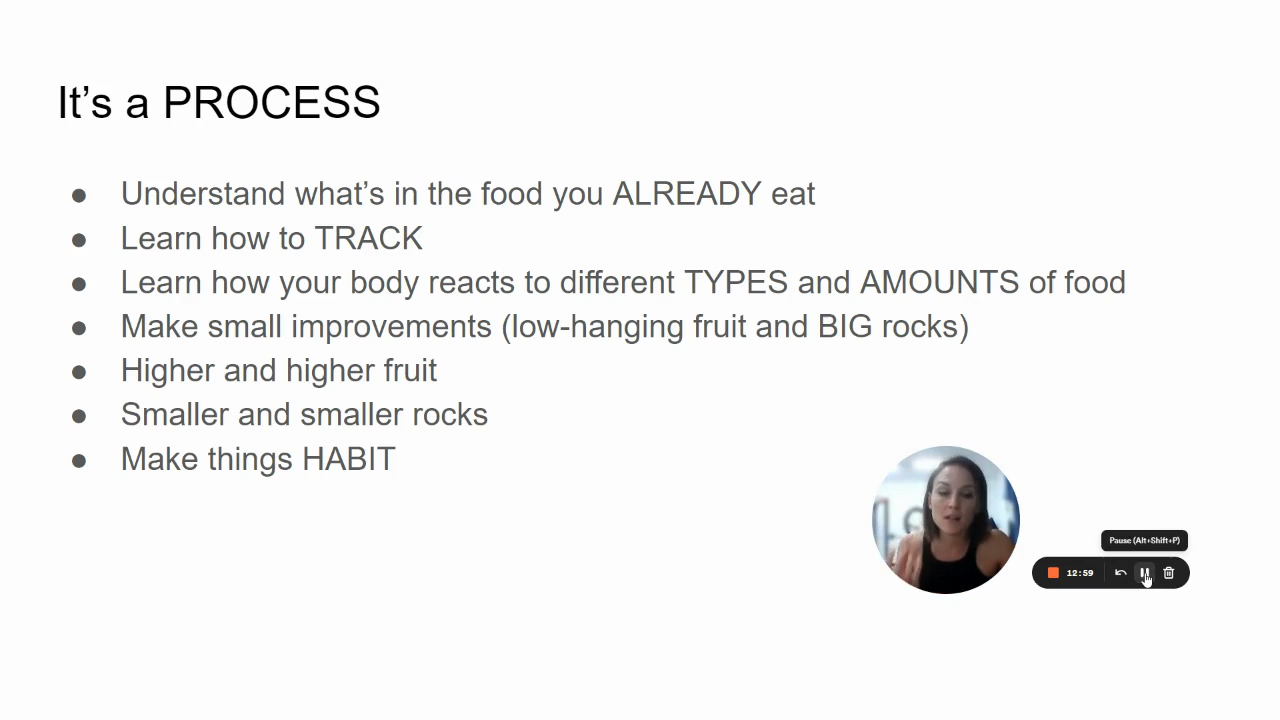 It’s a PROCESS
● Understand what’s in the food you ALREADY eat
● Learn how to TRACK
● Learn how your body reacts to different TYPES and AMOUNTS of food
● Make small improvements (low-hanging fruit and BIG rocks)
● Higher and higher fruit
● Smaller and smaller rocks
● Make things HABIT
Pause (Alt+Shift+P)
12:59